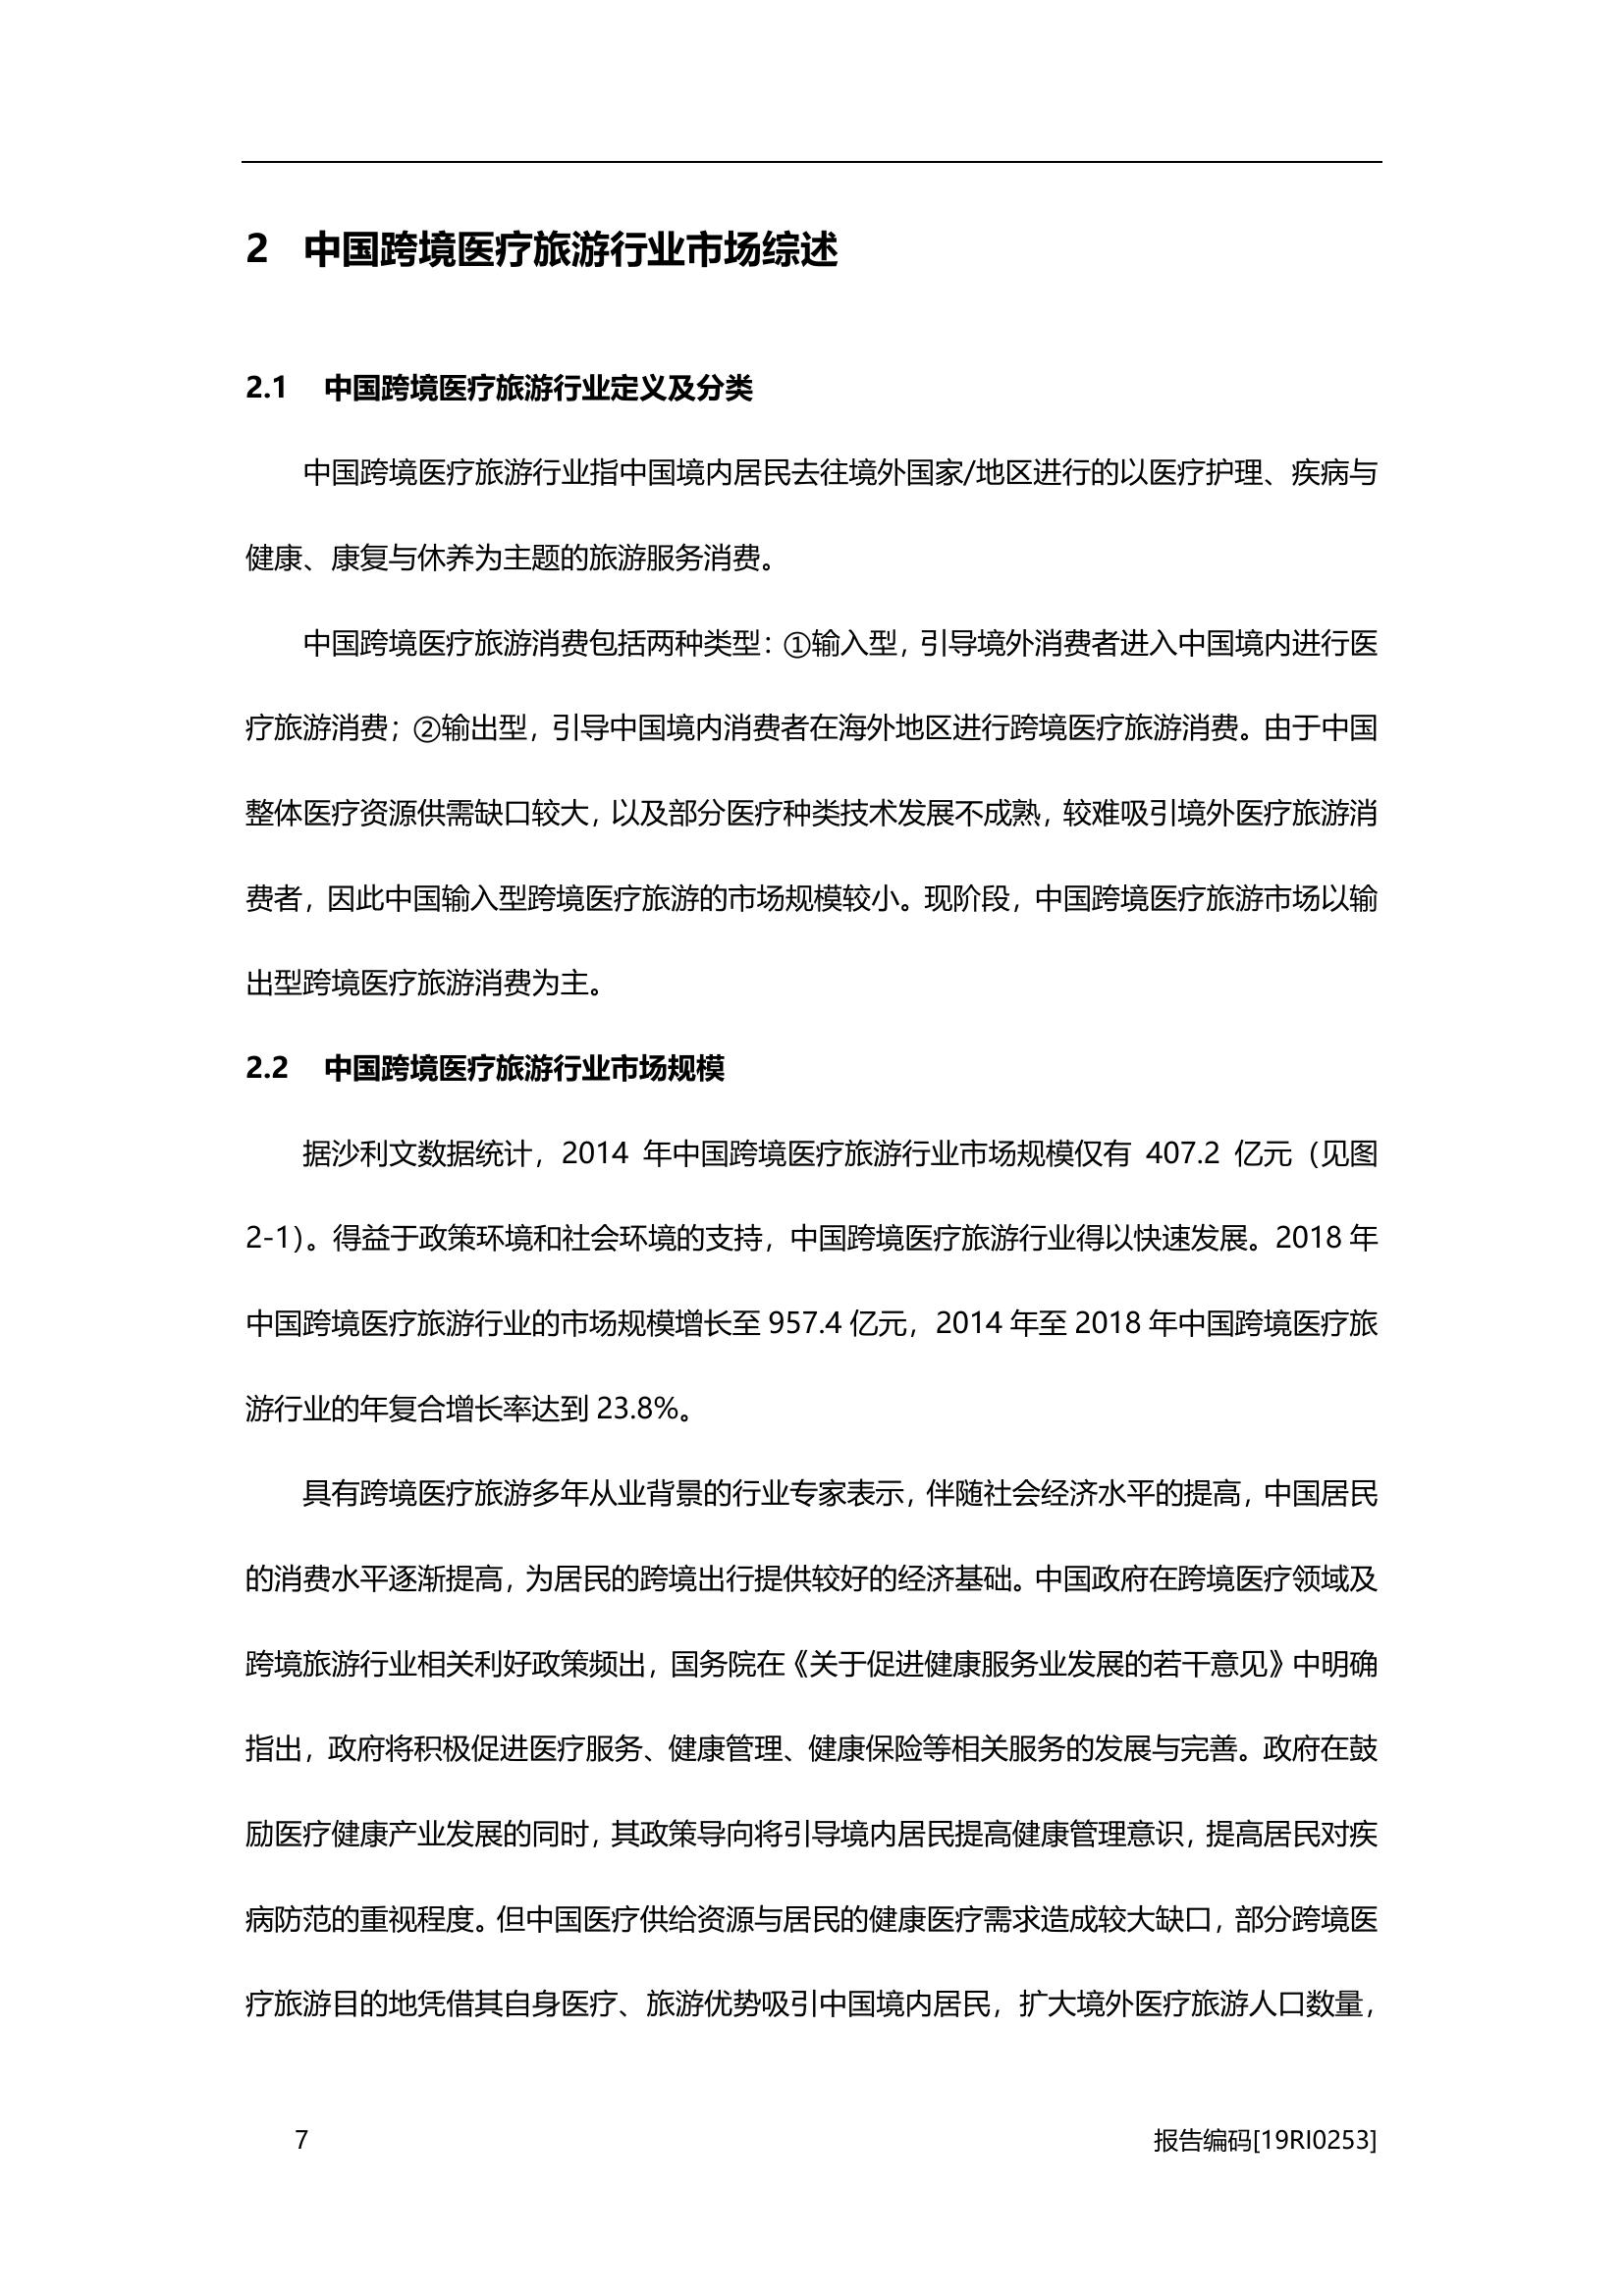 2 中国跨境医疗旅游行业市场综述
2.1 中国跨境医疗旅游行业定义及分类
中国跨境医疗旅游行业指中国境内居民去往境外国家/地区进行的以医疗护理、疾病与
健康、康复与休养为主题的旅游服务消费。
中国跨境医疗旅游消费包括两种类型：①输入型，引导境外消费者进入中国境内进行医
疗旅游消费；②输出型，引导中国境内消费者在海外地区进行跨境医疗旅游消费。由于中国
整体医疗资源供需缺口较大，以及部分医疗种类技术发展不成熟，较难吸引境外医疗旅游消
费者，因此中国输入型跨境医疗旅游的市场规模较小。现阶段，中国跨境医疗旅游市场以输
出型跨境医疗旅游消费为主。
2.2 中国跨境医疗旅游行业市场规模
据沙利文数据统计，2014 年中国跨境医疗旅游行业市场规模仅有 407.2 亿元（见图
2-1）。得益于政策环境和社会环境的支持，中国跨境医疗旅游行业得以快速发展。2018 年
中国跨境医疗旅游行业的市场规模增长至 957.4 亿元，2014 年至 2018 年中国跨境医疗旅
游行业的年复合增长率达到 23.8%。
具有跨境医疗旅游多年从业背景的行业专家表示，伴随社会经济水平的提高，中国居民
的消费水平逐渐提高，为居民的跨境出行提供较好的经济基础。中国政府在跨境医疗领域及
跨境旅游行业相关利好政策频出，国务院在《关于促进健康服务业发展的若干意见》中明确
指出，政府将积极促进医疗服务、健康管理、健康保险等相关服务的发展与完善。政府在鼓
励医疗健康产业发展的同时，其政策导向将引导境内居民提高健康管理意识，提高居民对疾
病防范的重视程度。但中国医疗供给资源与居民的健康医疗需求造成较大缺口，部分跨境医
疗旅游目的地凭借其自身医疗、旅游优势吸引中国境内居民，扩大境外医疗旅游人口数量，
7 报告编码[19RI0253]